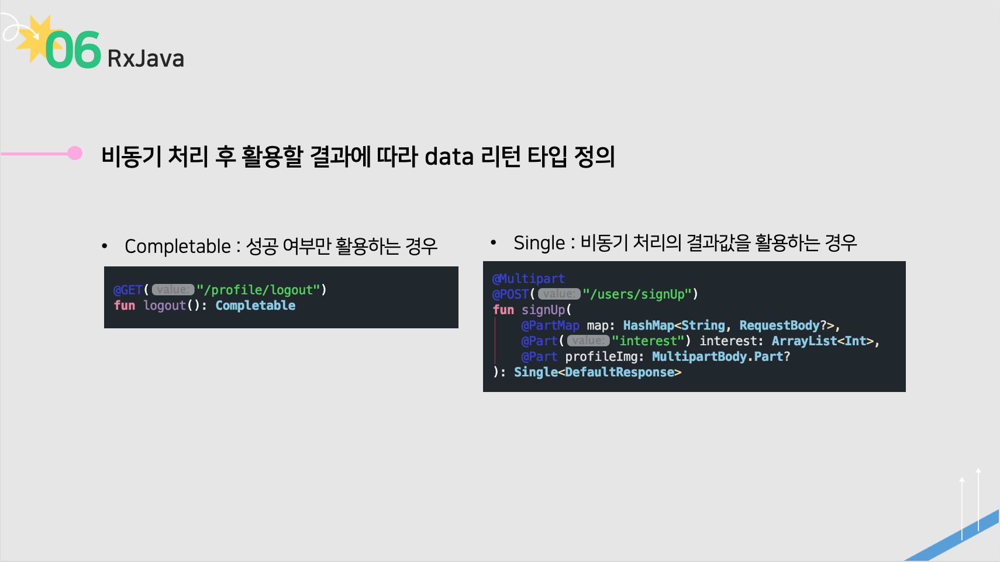 06 RxJava
비동기 처리 후 활용할 결과에 따라 data 리턴 타입 정의
• Completable : 성공 여부만 활용하는 경우
@GET( value: "/profile/logout")
fun logout(): Completable
• Single : 비동기 처리의 결과값을 활용하는 경우
@Multipart
@POST( value: "/users/signUp")
fun signUp(
    @PartMap map: HashMap<String, RequestBody?>,
    @Part( value: "interest") interest: ArrayList<Int>,
    @Part profileImg: MultipartBody.Part?
): Single<DefaultResponse>